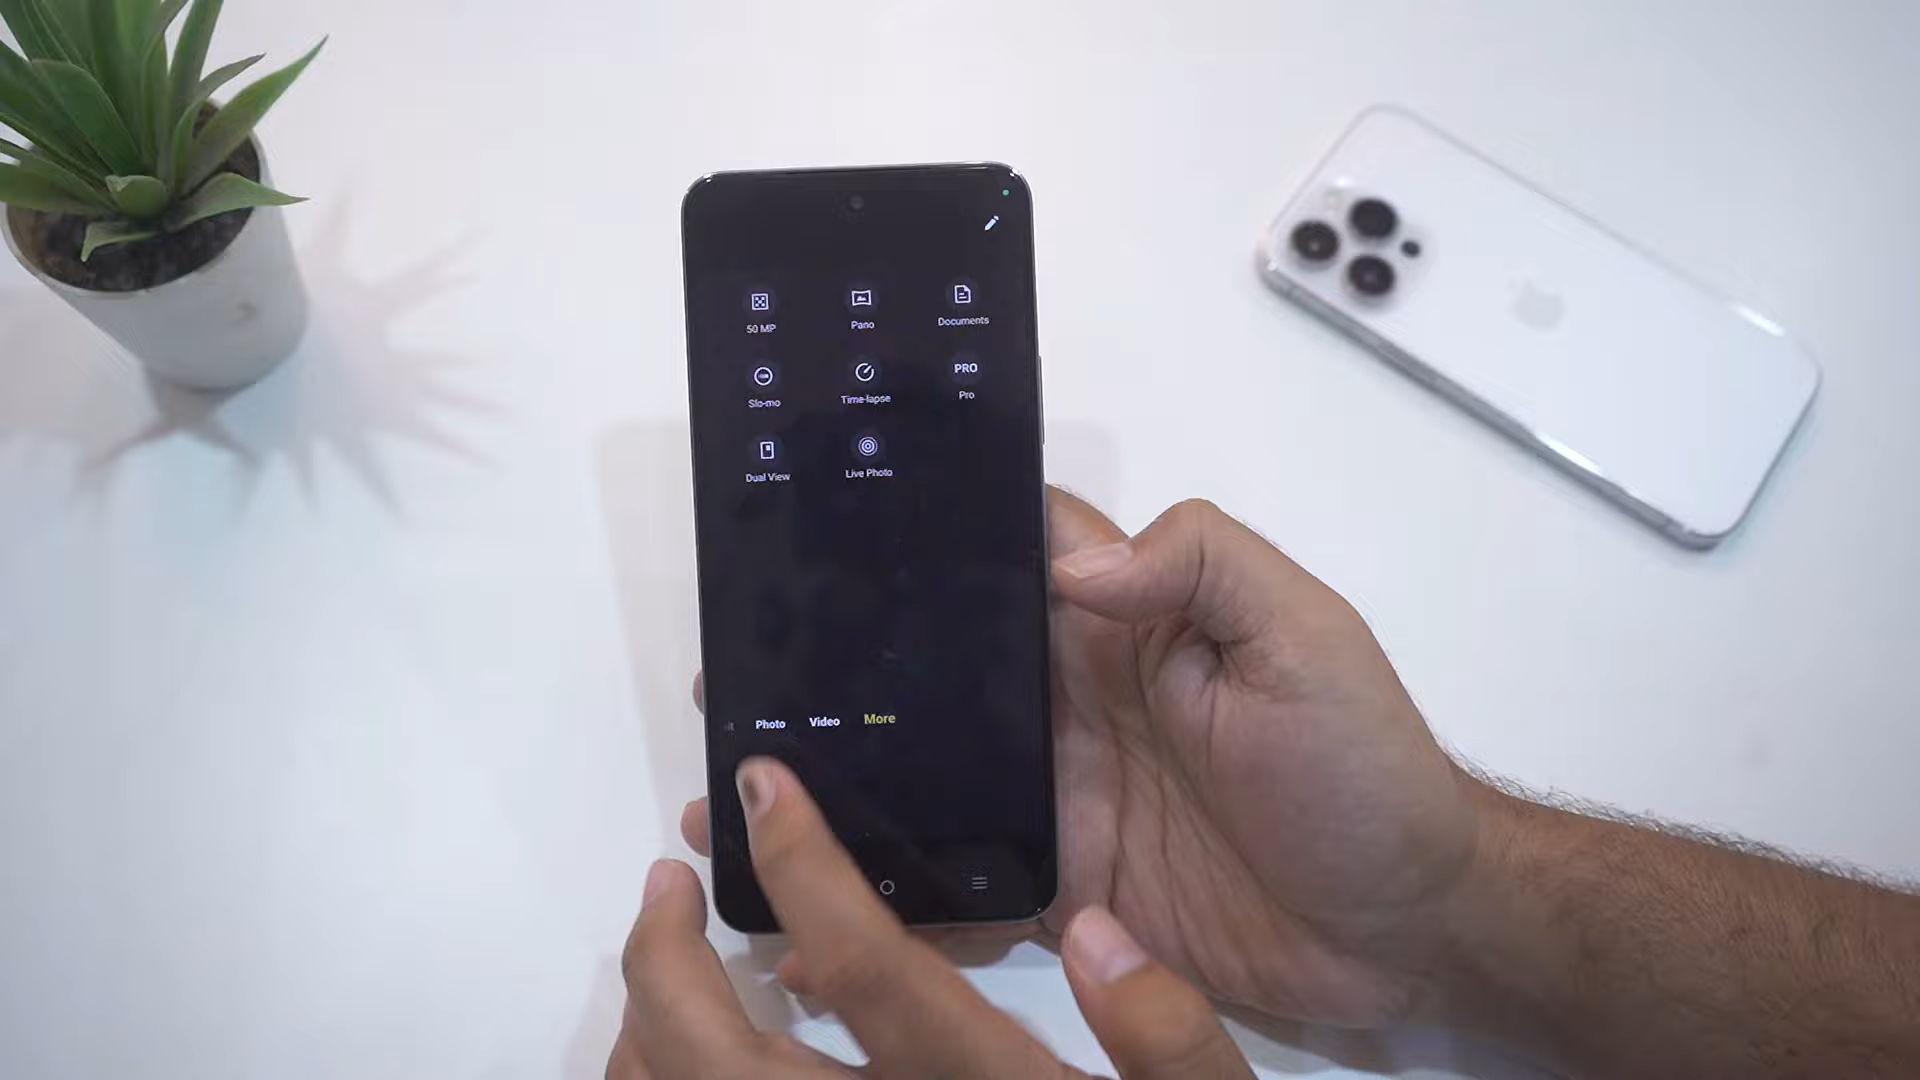 50 MP
Pano
Documents
Slo-mo
Time-lapse
PRO
Pro
Dual View
Live Photo
Photo
Video
More